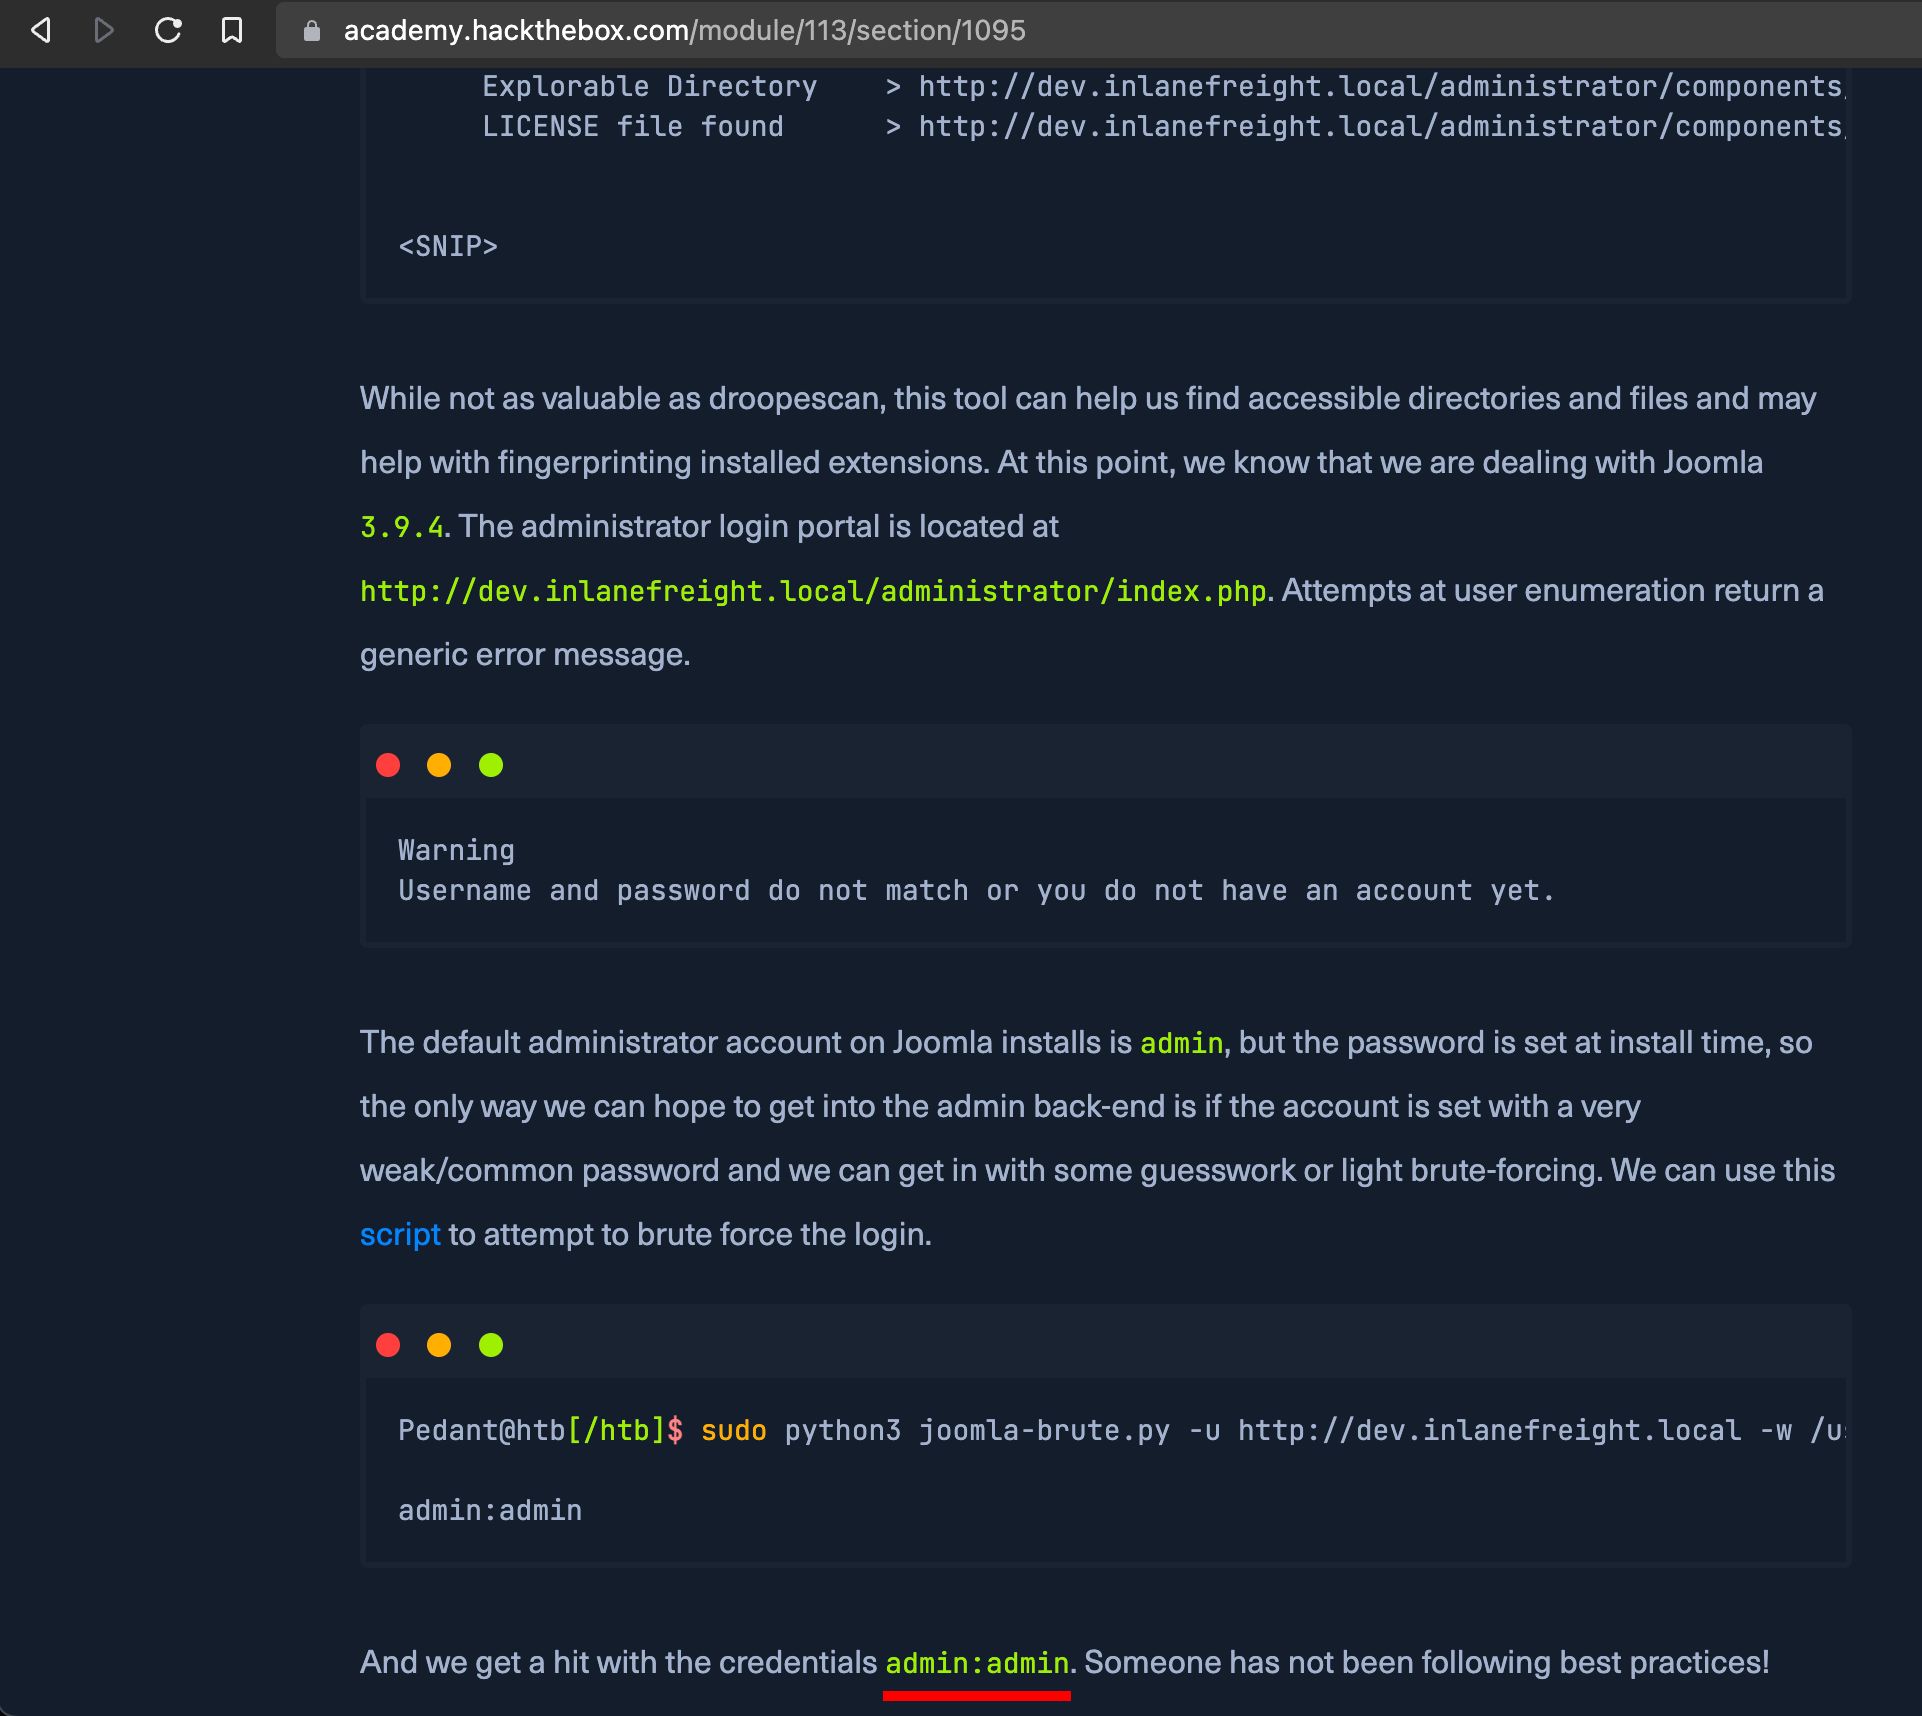 academy.hackthebox.com/module/113/section/1095
Explorable Directory > http://dev.inlanefreight.local/administrator/components/
LICENSE file found > http://dev.inlanefreight.local/administrator/components/
<SNIP>
While not as valuable as droopescan, this tool can help us find accessible directories and files and may
help with fingerprinting installed extensions. At this point, we know that we are dealing with Joomla
3.9.4. The administrator login portal is located at
http://dev.inlanefreight.local/administrator/index.php. Attempts at user enumeration return a
generic error message.
Warning
Username and password do not match or you do not have an account yet.
The default administrator account on Joomla installs is admin, but the password is set at install time, so
the only way we can hope to get into the admin back-end is if the account is set with a very
weak/common password and we can get in with some guesswork or light brute-forcing. We can use this
script to attempt to brute force the login.
Pedant@htb[/htb]$ sudo python3 joomla-brute.py -u http://dev.inlanefreight.local -w /u
admin:admin
And we get a hit with the credentials admin:admin. Someone has not been following best practices!